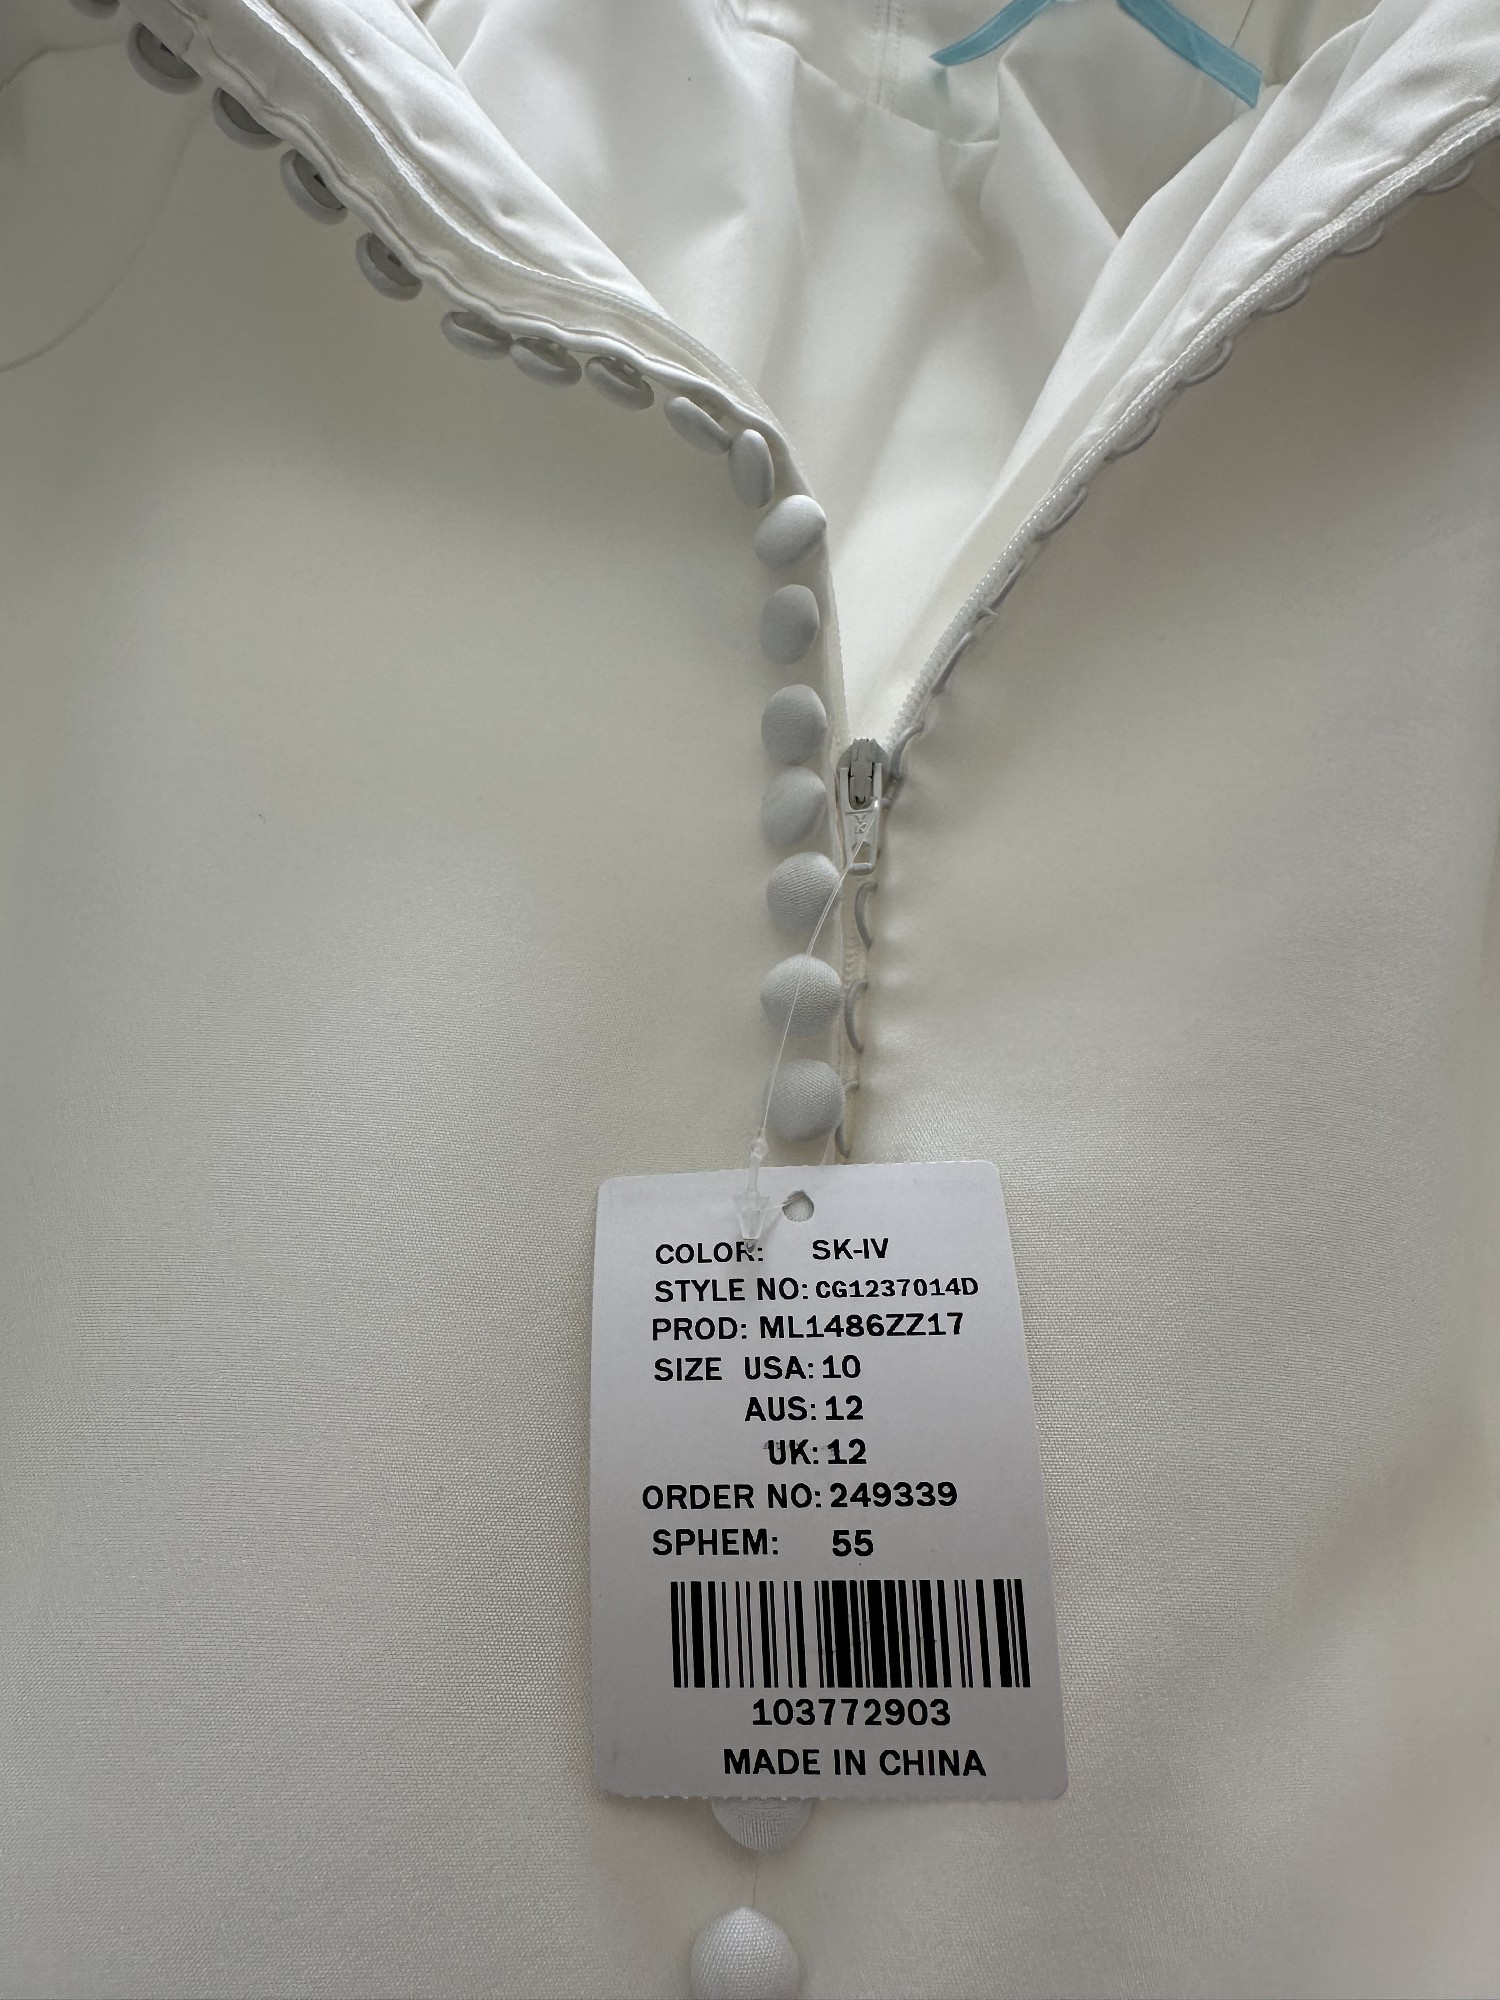 COLOR: SK-IV
STYLE NO: CG1237014D
PROD: ML1486ZZ17
SIZE USA: 10
AUS: 12
UK: 12
ORDER NO: 249339
SPHEM: 55
103772903
MADE IN CHINA